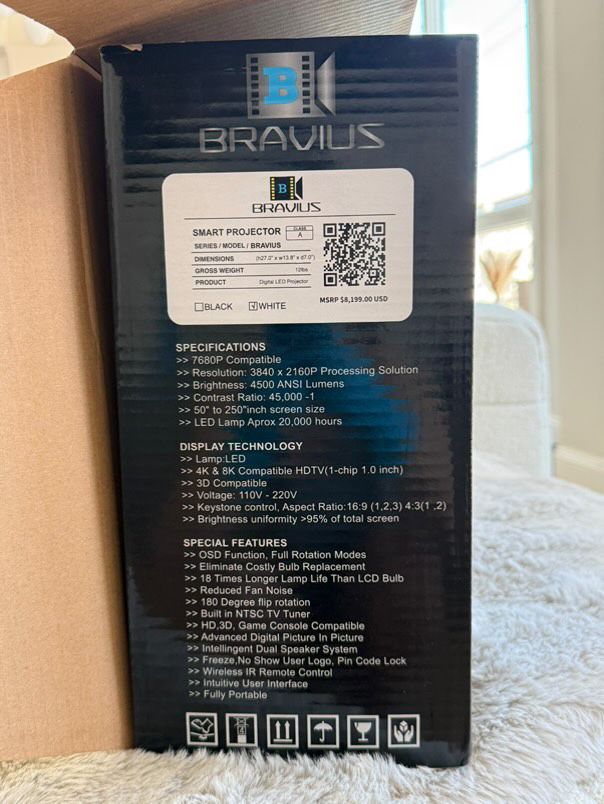 B
BRAVIUS
B
BRAVIUS
SMART PROJECTOR
CLASS
A
SERIES / MODEL / BRAVIUS
DIMENSIONS (h27.0" x w13.8" x d7.0")
GROSS WEIGHT 12lbs
PRODUCT Digital LED Projector
BLACK WHITE
MSRP $8,199.00 USD
SPECIFICATIONS
>> 7680P Compatible
>> Resolution: 3840 x 2160P Processing Solution
>> Brightness: 4500 ANSI Lumens
>> Contrast Ratio: 45,000 -1
>> 50" to 250"inch screen size
>> LED Lamp Aprox 20,000 hours
DISPLAY TECHNOLOGY
>> Lamp:LED
>> 4K & 8K Compatible HDTV(1-chip 1.0 inch)
>> 3D Compatible
>> Voltage: 110V - 220V
>> Keystone control, Aspect Ratio:16:9 (1,2,3) 4:3(1 ,2)
>> Brightness uniformity >95% of total screen
SPECIAL FEATURES
>> OSD Function, Full Rotation Modes
>> Eliminate Costly Bulb Replacement
>> 18 Times Longer Lamp Life Than LCD Bulb
>> Reduced Fan Noise
>> 180 Degree flip rotation
>> Built in NTSC TV Tuner
>> HD,3D, Game Console Compatible
>> Advanced Digital Picture In Picture
>> Intellingent Dual Speaker System
>> Freeze,No Show User Logo, Pin Code Lock
>> Wireless IR Remote Control
>> Intuitive User Interface
>> Fully Portable